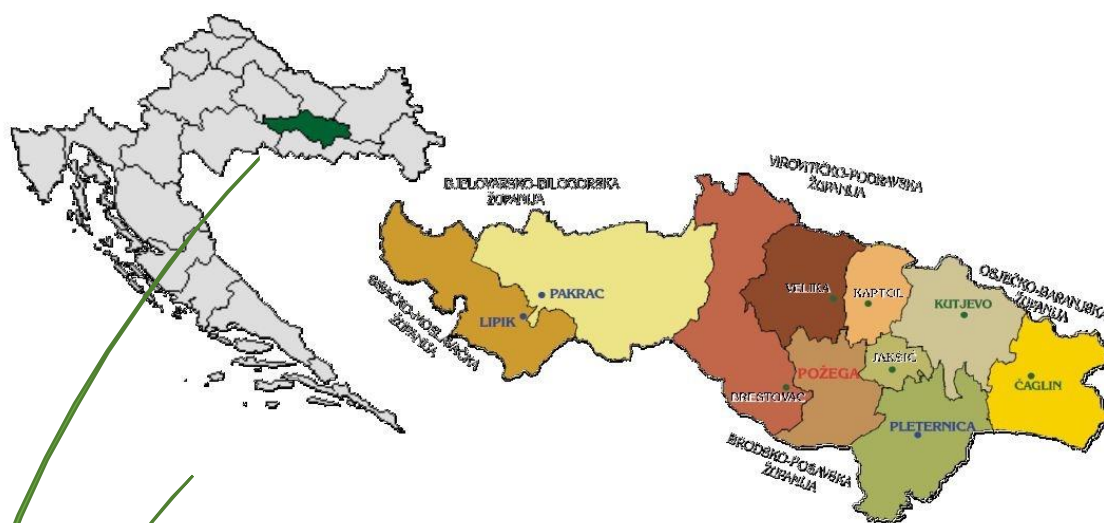 BJELOVARSKO-BILOGORSKA
ŽUPANIJA
VIROVITIČKO-PODRAVSKA
ŽUPANIJA
SISAČKO-MOSLAVAČKA
ŽUPANIJA
OSJEČKO-BARANJSKA
ŽUPANIJA
PAKRAC
LIPIK
VELIKA
KAPTOL
KUTJEVO
JAKŠIĆ
POŽEGA
BRESTOVAC
ČAGLIN
PLETERNICA
BRODSKO-POSAVSKA
ŽUPANIJA